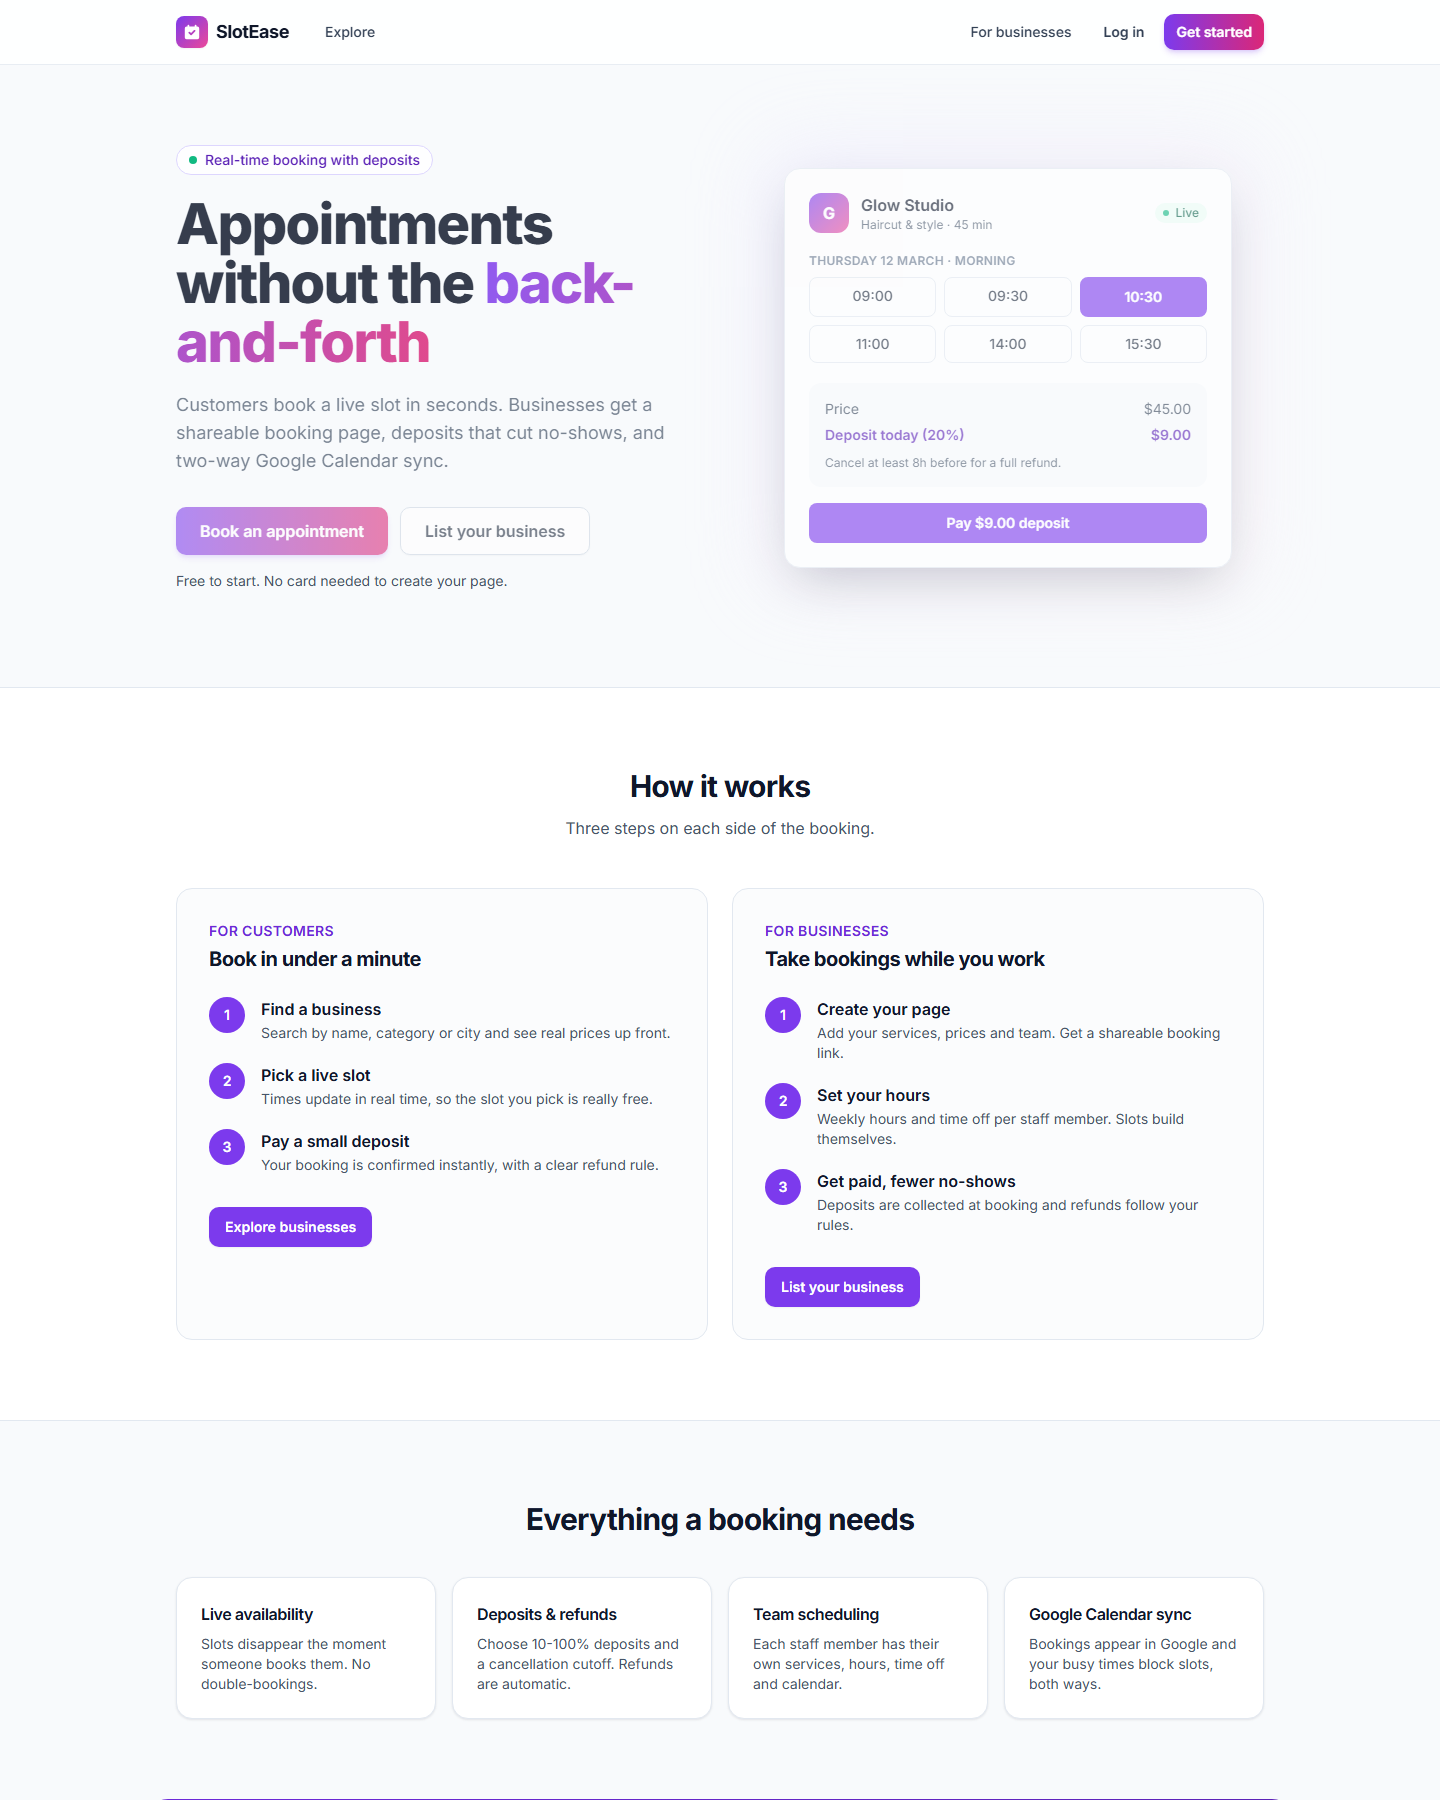 SlotEase
Explore
For businesses
Log in
Get started
Real-time booking with deposits
Appointments
without the back-
and-forth
Customers book a live slot in seconds. Businesses get a
shareable booking page, deposits that cut no-shows, and
two-way Google Calendar sync.
Book an appointment
List your business
Free to start. No card needed to create your page.
G
Glow Studio
Haircut & style · 45 min
Live
THURSDAY 12 MARCH · MORNING
09:00
09:30
10:30
11:00
14:00
15:30
Price
$45.00
Deposit today (20%)
$9.00
Cancel at least 8h before for a full refund.
Pay $9.00 deposit
How it works
Three steps on each side of the booking.
FOR CUSTOMERS
Book in under a minute
1
Find a business
Search by name, category or city and see real prices up front.
2
Pick a live slot
Times update in real time, so the slot you pick is really free.
3
Pay a small deposit
Your booking is confirmed instantly, with a clear refund rule.
Explore businesses
FOR BUSINESSES
Take bookings while you work
1
Create your page
Add your services, prices and team. Get a shareable booking
link.
2
Set your hours
Weekly hours and time off per staff member. Slots build
themselves.
3
Get paid, fewer no-shows
Deposits are collected at booking and refunds follow your
rules.
List your business
Everything a booking needs
Live availability
Slots disappear the moment
someone books them. No
double-bookings.
Deposits & refunds
Choose 10-100% deposits and
a cancellation cutoff. Refunds
are automatic.
Team scheduling
Each staff member has their
own services, hours, time off
and calendar.
Google Calendar sync
Bookings appear in Google and
your busy times block slots,
both ways.